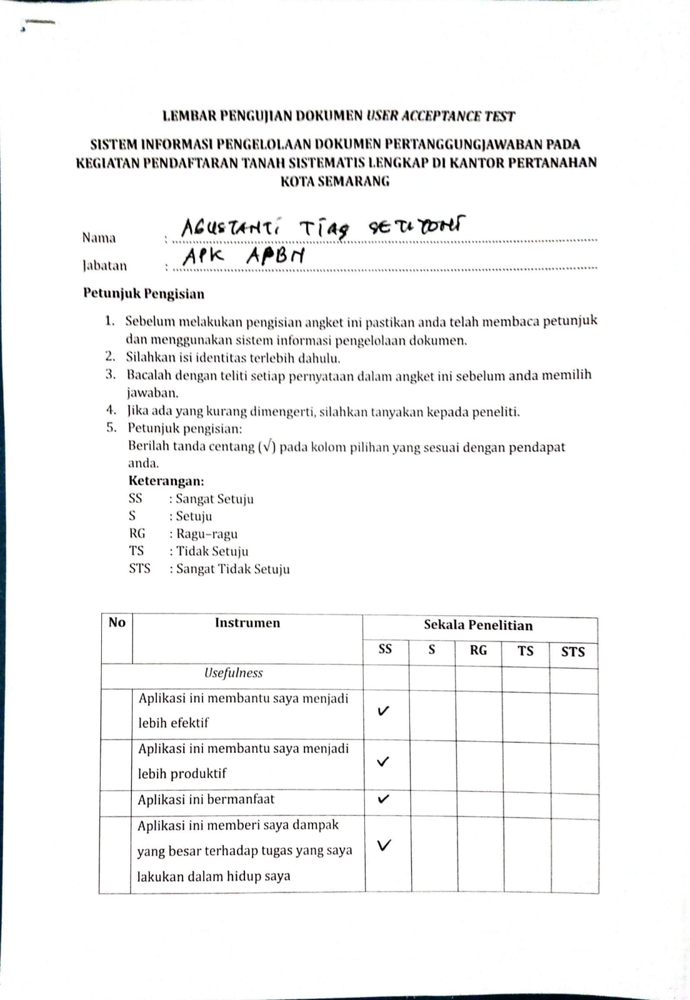 LEMBAR PENGUJIAN DOKUMEN USER ACCEPTANCE TEST
SISTEM INFORMASI PENGELOLAAN DOKUMEN PERTANGGUNGJAWABAN PADA
KEGIATAN PENDAFTARAN TANAH SISTEMATIS LENGKAP DI KANTOR PERTANAHAN
KOTA SEMARANG
Nama : AGUSTANTI TIAS
Jabatan : APK APBN
Petunjuk Pengisian
1. Sebelum melakukan pengisian angket ini pastikan anda telah membaca petunjuk
dan menggunakan sistem informasi pengelolaan dokumen.
2. Silahkan isi identitas terlebih dahulu.
3. Bacalah dengan teliti setiap pernyataan dalam angket ini sebelum anda memilih
jawaban.
4. Jika ada yang kurang dimengerti, silahkan tanyakan kepada peneliti.
5. Petunjuk pengisian:
Berilah tanda centang (√) pada kolom pilihan yang sesuai dengan pendapat
anda.
Keterangan:
SS : Sangat Setuju
S : Setuju
RG : Ragu-ragu
TS : Tidak Setuju
STS : Sangat Tidak Setuju
No Instrumen Sekala Penelitian
SS S RG TS STS
Usefulness
Aplikasi ini membantu saya menjadi
lebih efektif ✓
Aplikasi ini membantu saya menjadi
lebih produktif ✓
Aplikasi ini bermanfaat ✓
Aplikasi ini memberi saya dampak
yang besar terhadap tugas yang saya ✓
lakukan dalam hidup saya